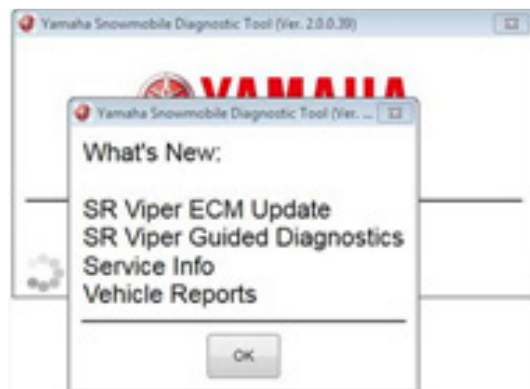 Yamaha Snowmobile Diagnostic Tool (Ver. 2.0.0.39)
YAMAHA
Yamaha Snowmobile Diagnostic Tool (Ver. ...
What's New:
SR Viper ECM Update
SR Viper Guided Diagnostics
Service Info
Vehicle Reports
OK